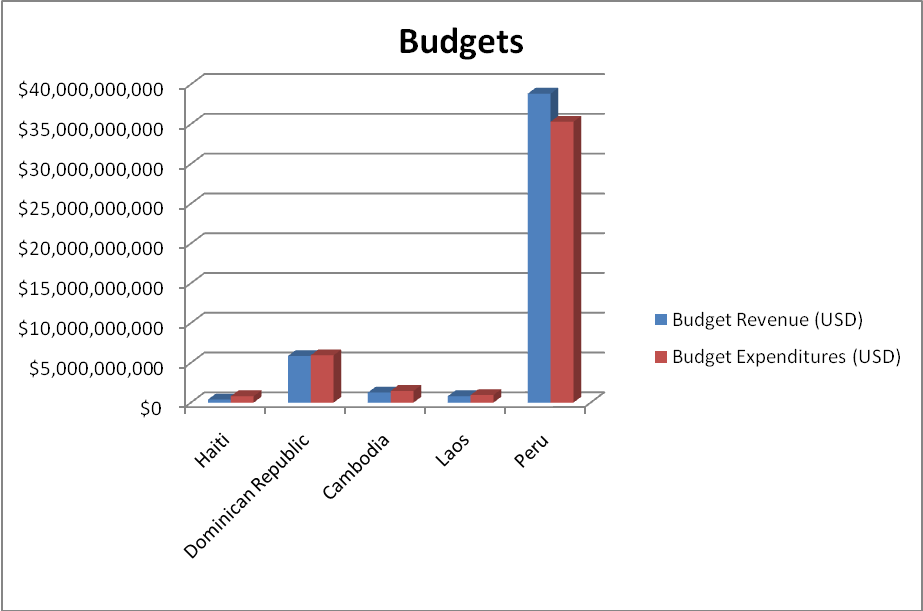 Budgets
$40,000,000,000
$35,000,000,000
$30,000,000,000
$25,000,000,000
$20,000,000,000
$15,000,000,000
$10,000,000,000
$5,000,000,000
$0
Haiti
Dominican Republic
Cambodia
Laos
Peru
Budget Revenue (USD)
Budget Expenditures (USD)